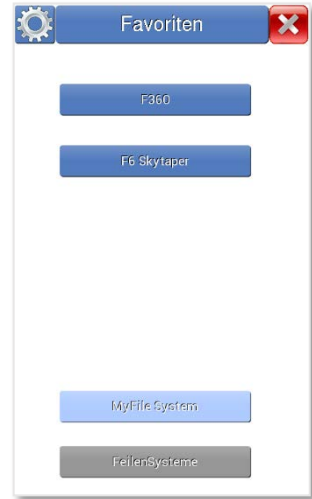 Favoriten
F360
F6 Skytaper
MyFile System
FeilenSysteme